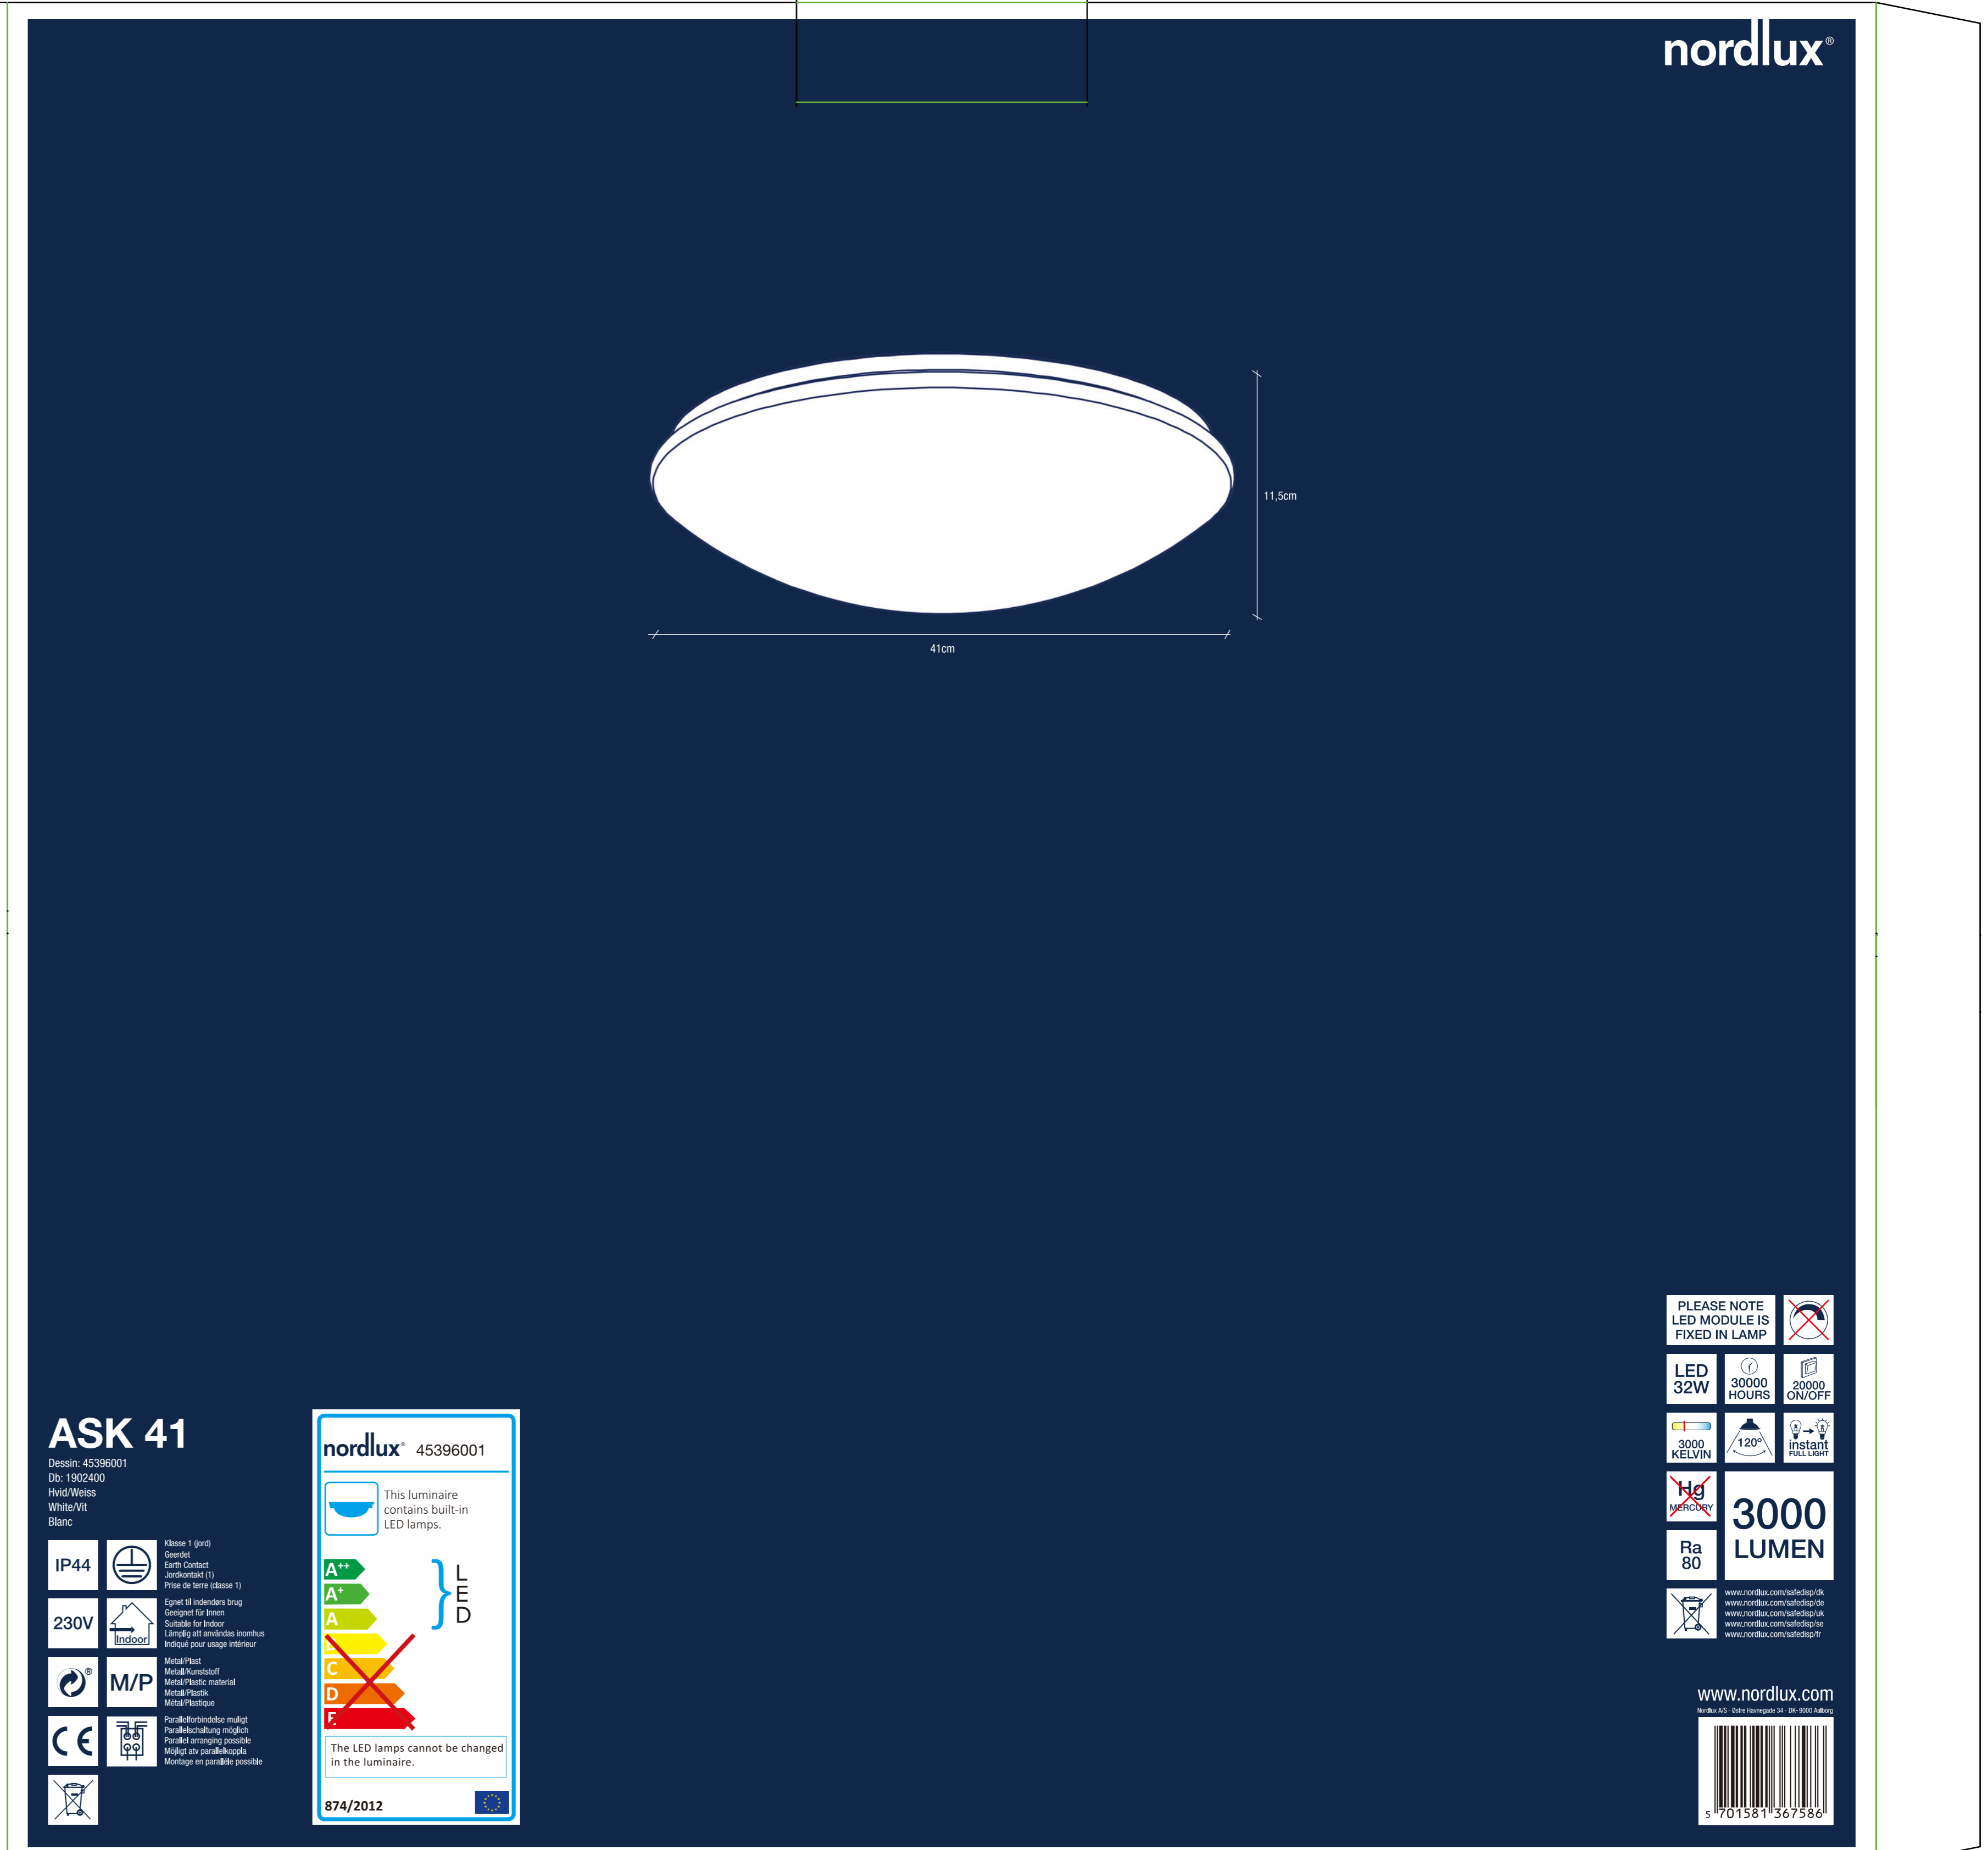 nordlux®
11,5cm
41cm
PLEASE NOTE
LED MODULE IS
FIXED IN LAMP
LED
32W
30000
HOURS
20000
ON/OFF
3000
KELVIN
120°
instant
FULL LIGHT
Hg
MERCURY
3000
LUMEN
Ra
80
www.nordlux.com/safedisp/dk
www.nordlux.com/safedisp/de
www.nordlux.com/safedisp/uk
www.nordlux.com/safedisp/se
www.nordlux.com/safedisp/fr
www.nordlux.com
Nordlux A/S - Østre Havnegade 34 - DK- 9000 Aalborg
5 701581 367586
ASK 41
Dessin: 45396001
Db: 1902400
Hvid/Weiss
White/Vit
Blanc
IP44
Klasse 1 (jord)
Geerdet
Earth Contact
Jordkontakt (1)
Prise de terre (classe 1)
230V
Indoor
Egnet til indendørs brug
Geeignet für Innen
Suitable for Indoor
Lämplig att användas inomhus
Indiqué pour usage intérieur
®
M/P
Metal/Plast
Metall/Kunststoff
Metal/Plastic material
Metall/Plastik
Métal/Plastique
CE
Parallelforbindelse muligt
Parallelschaltung möglich
Parallel arranging possible
Möjligt atv parallelkoppla
Montage en paralléle possible
nordlux® 45396001
This luminaire
contains built-in
LED lamps.
A++
A+
A
C
D
E
LED
The LED lamps cannot be changed
in the luminaire.
874/2012